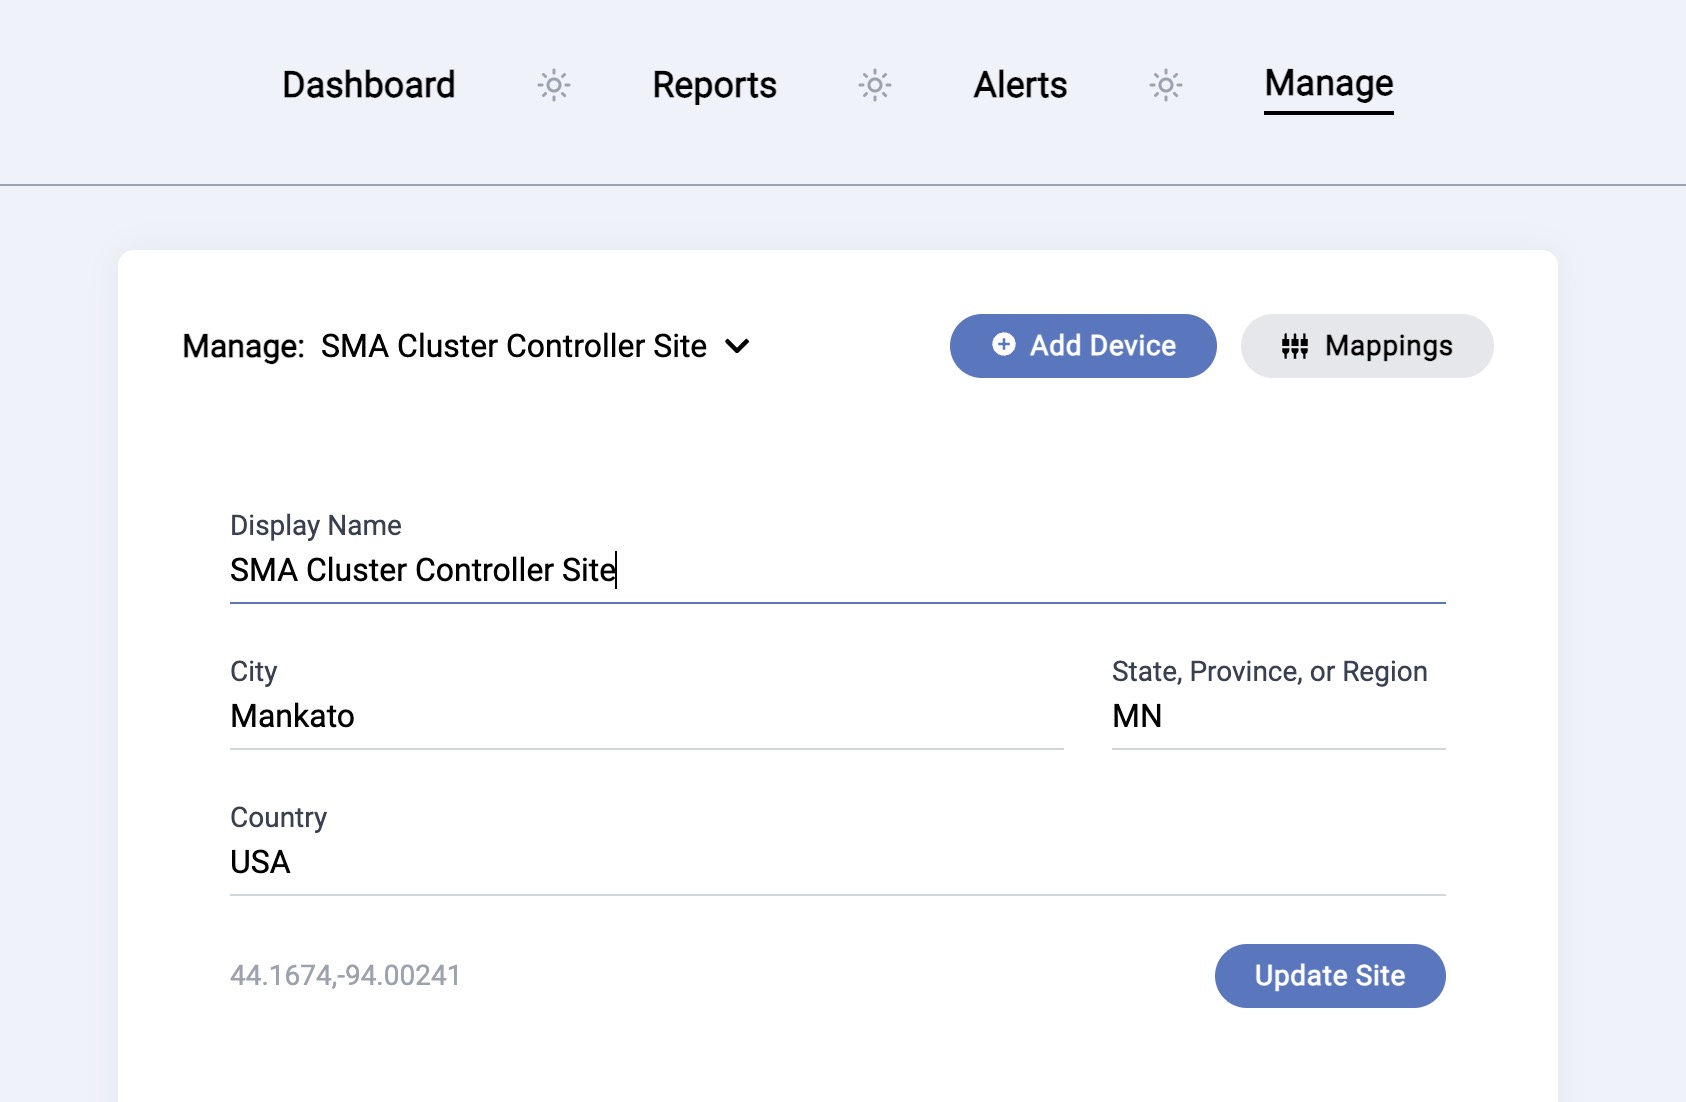 Dashboard Reports Alerts Manage
Manage: SMA Cluster Controller Site Add Device Mappings
Display Name
SMA Cluster Controller Site
City State, Province, or Region
Mankato MN
Country
USA
44.1674,-94.00241 Update Site